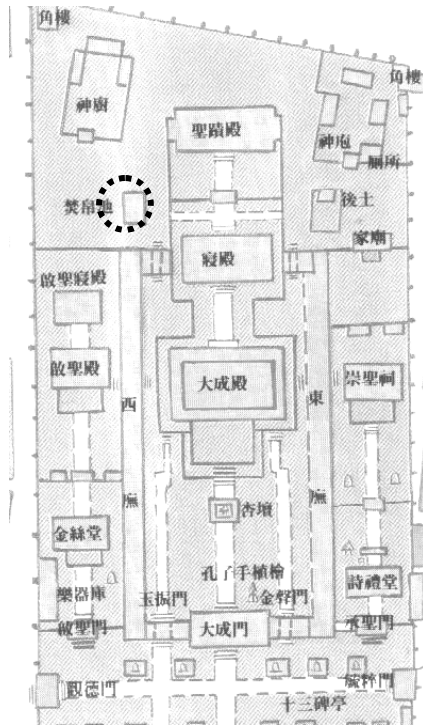 角樓
角樓
神廚
聖蹟殿
神庖
廁所
焚帛池
後土
寢殿
家廟
啟聖寢殿
啟聖殿
大成殿
崇聖祠
西
東
廡
廡
杏壇
金絲堂
孔子手植檜
詩禮堂
樂器庫
玉振門
金聲門
啟聖門
大成門
承聖門
觀德門
毓粹門
十三碑亭